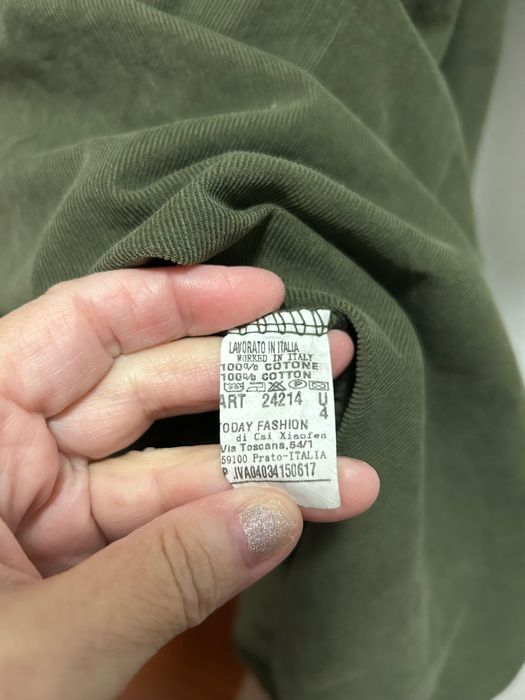 LAVORATO IN ITALIA
WORKED IN ITALY
100% COTONE
100% COTTON
ART 24214 U
4
TODAY FASHION
di Cai Xiaofen
Via Toscana,64/1
59100 Prato-ITALIA
P.IVA04034150617